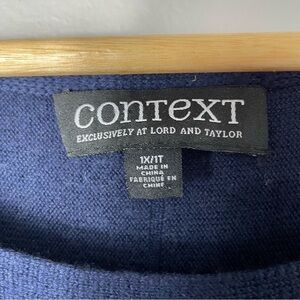 conText
EXCLUSIVELY AT LORD AND TAYLOR
1X/1T
MADE IN
CHINA
FABRIQUÉ EN
CHINE